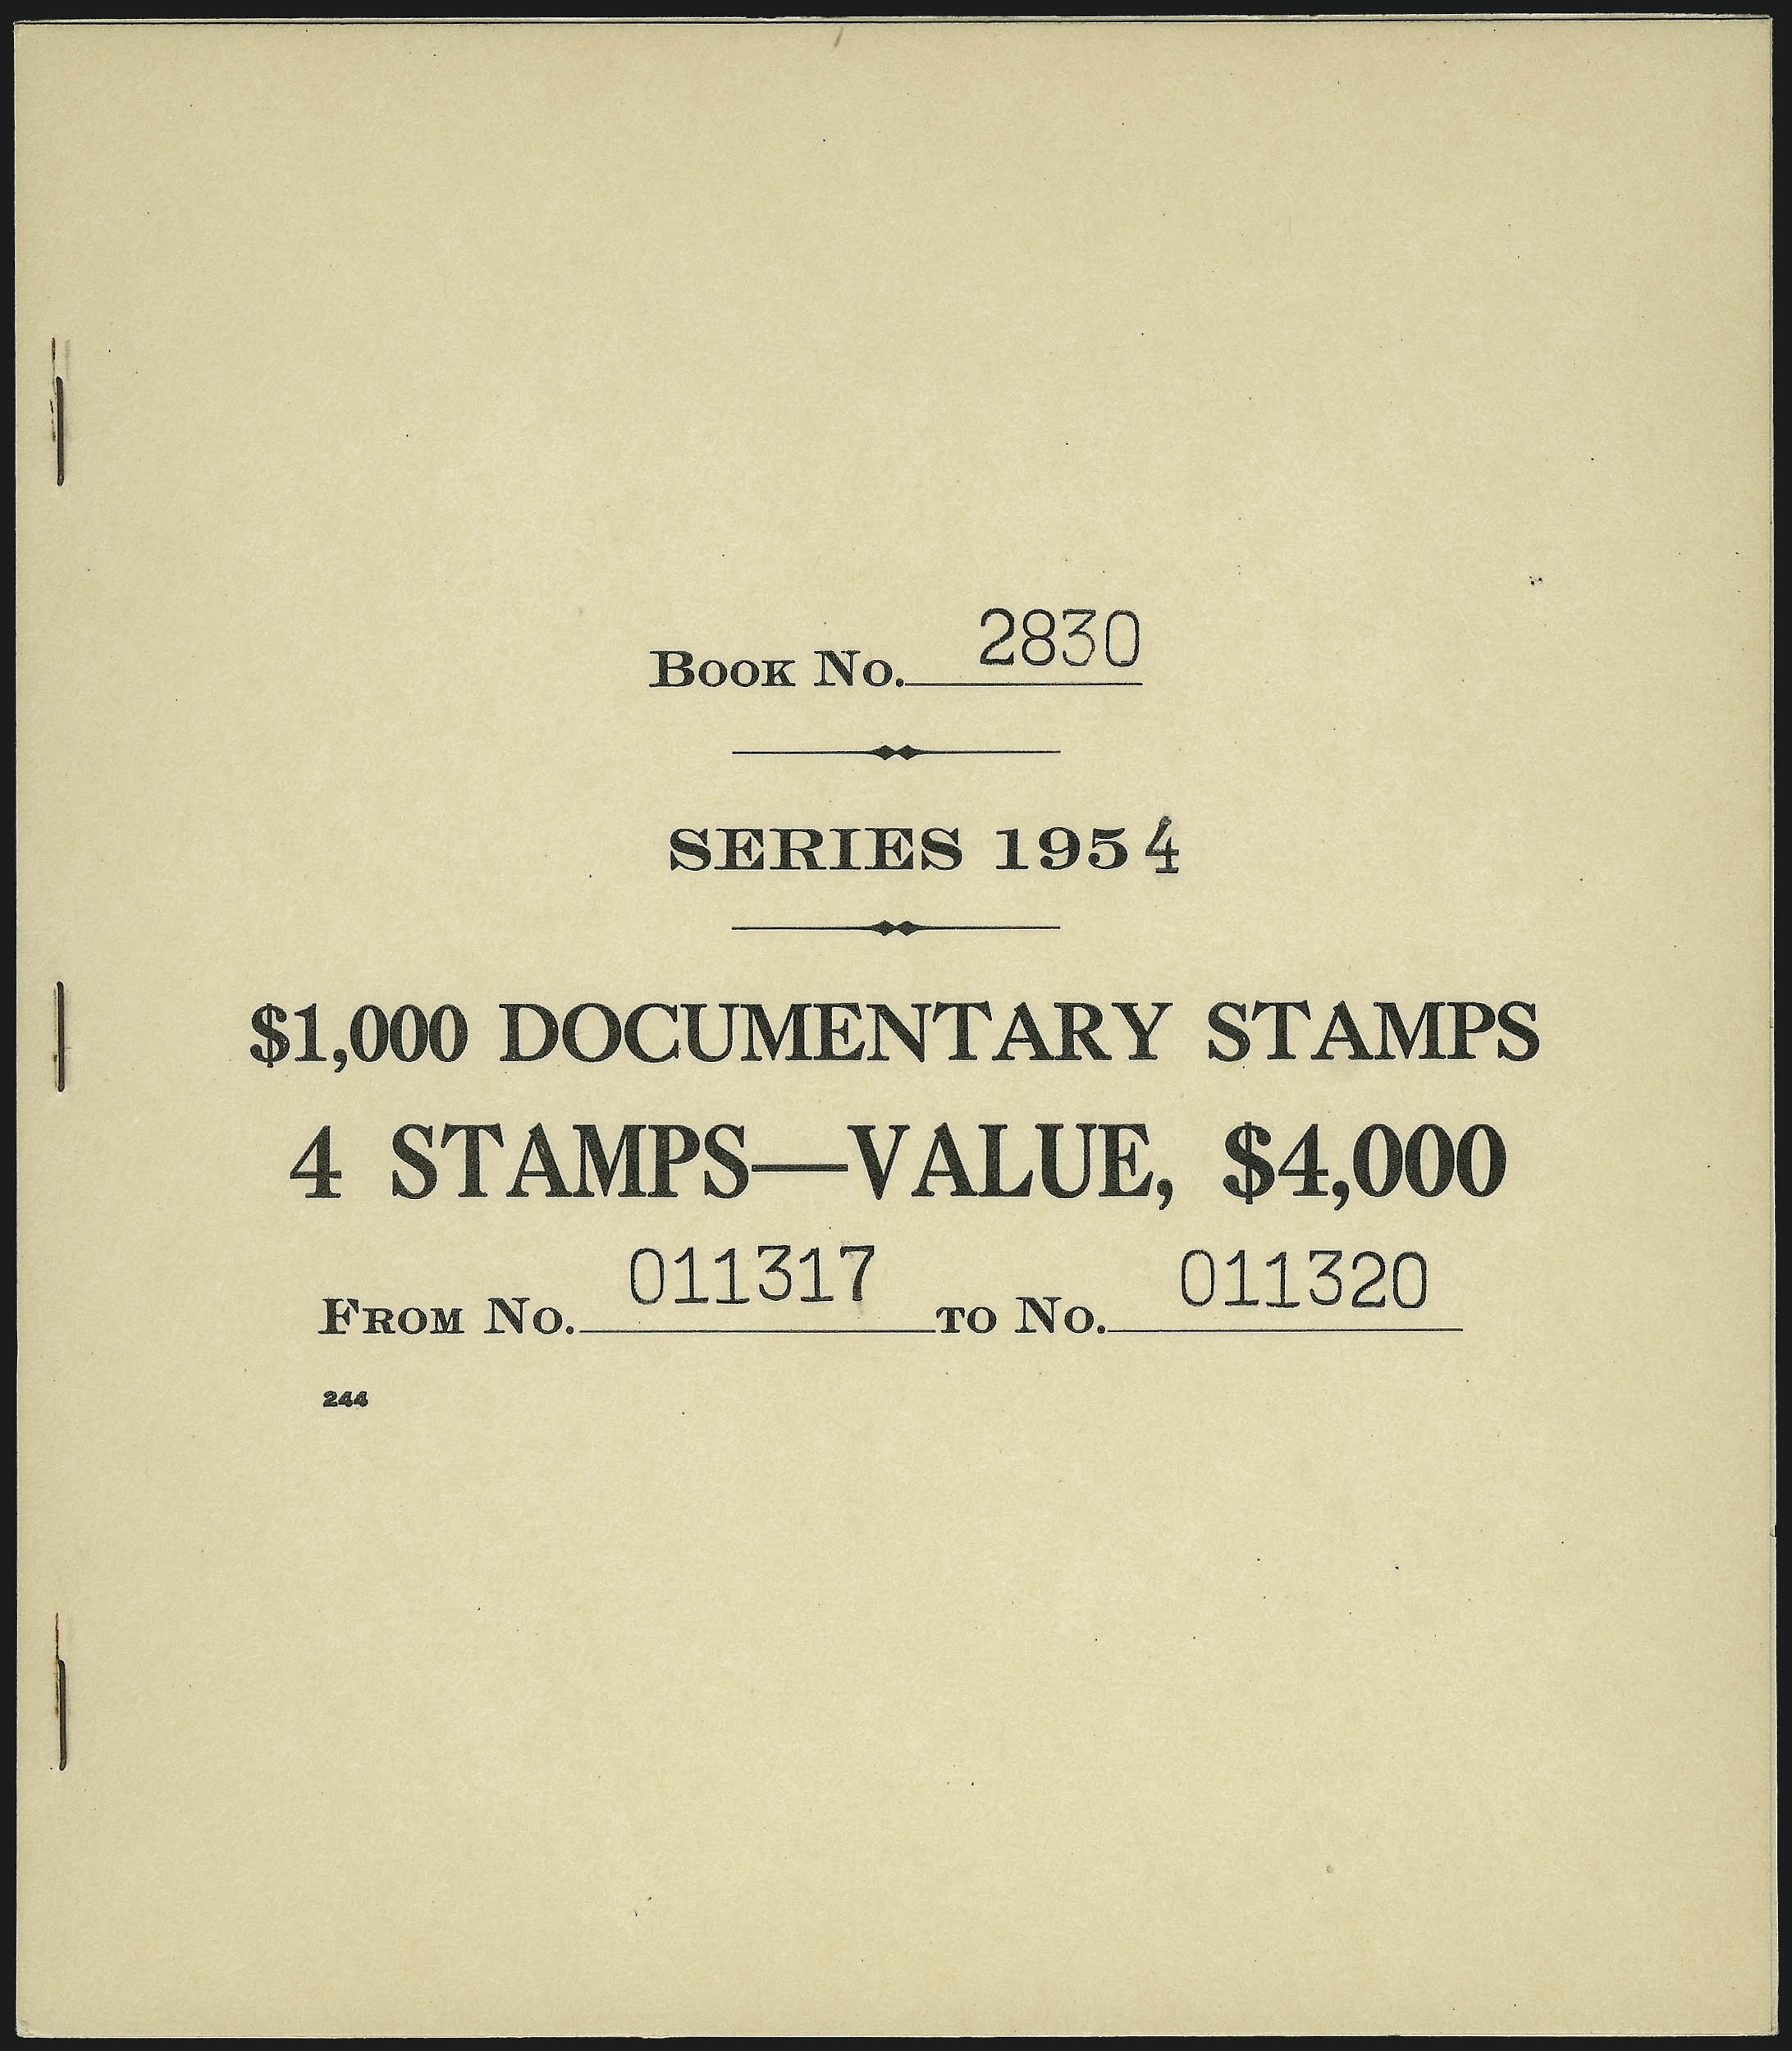 Book No. 2830
SERIES 1954
$1,000 DOCUMENTARY STAMPS
4 STAMPS—VALUE, $4,000
From No. 011317 to No. 011320
244